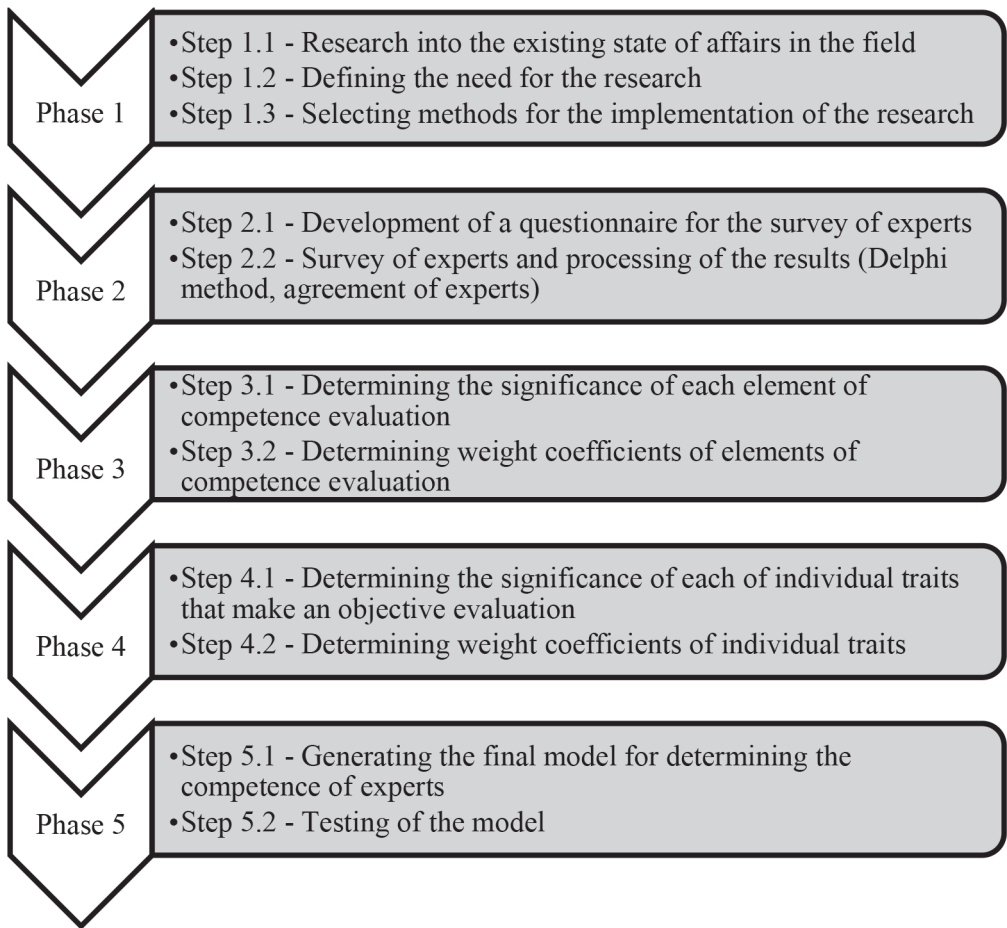 Phase 1
•Step 1.1 - Research into the existing state of affairs in the field
•Step 1.2 - Defining the need for the research
•Step 1.3 - Selecting methods for the implementation of the research
Phase 2
•Step 2.1 - Development of a questionnaire for the survey of experts
•Step 2.2 - Survey of experts and processing of the results (Delphi
method, agreement of experts)
Phase 3
•Step 3.1 - Determining the significance of each element of
competence evaluation
•Step 3.2 - Determining weight coefficients of elements of
competence evaluation
Phase 4
•Step 4.1 - Determining the significance of each of individual traits
that make an objective evaluation
•Step 4.2 - Determining weight coefficients of individual traits
Phase 5
•Step 5.1 - Generating the final model for determining the
competence of experts
•Step 5.2 - Testing of the model